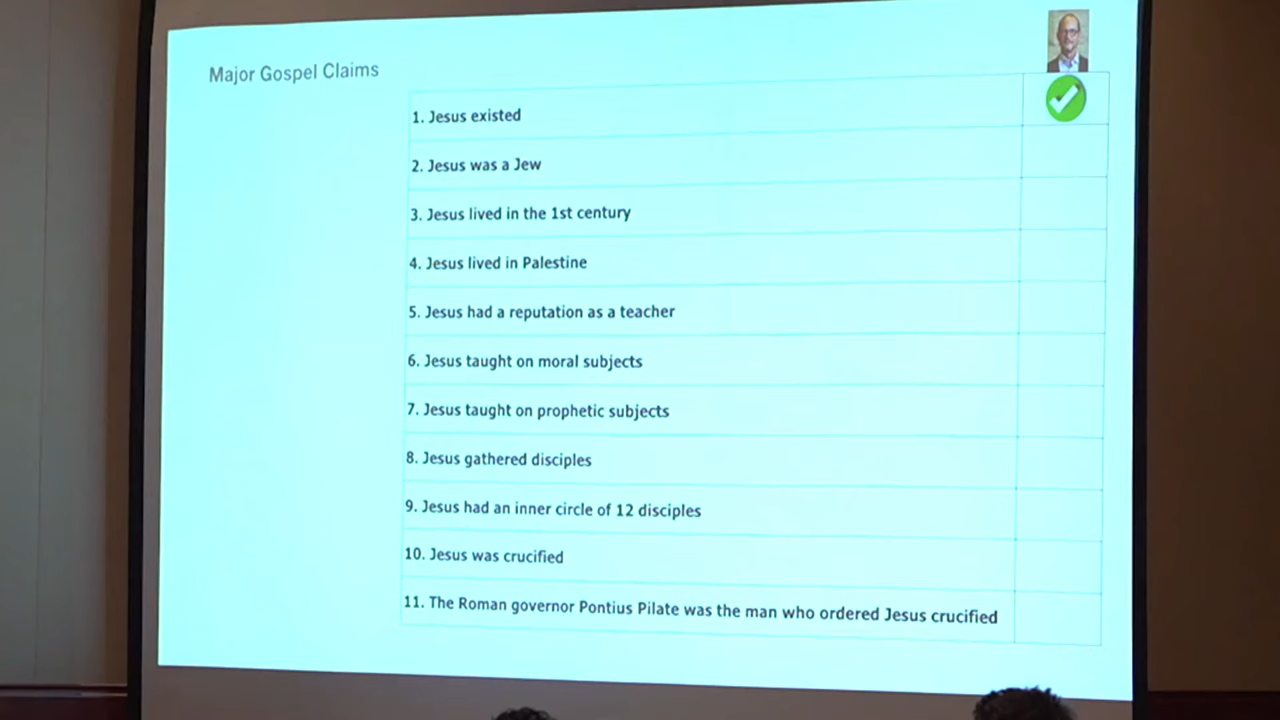 Major Gospel Claims
1. Jesus existed
2. Jesus was a Jew
3. Jesus lived in the 1st century
4. Jesus lived in Palestine
5. Jesus had a reputation as a teacher
6. Jesus taught on moral subjects
7. Jesus taught on prophetic subjects
8. Jesus gathered disciples
9. Jesus had an inner circle of 12 disciples
10. Jesus was crucified
11. The Roman governor Pontius Pilate was the man who ordered Jesus crucified